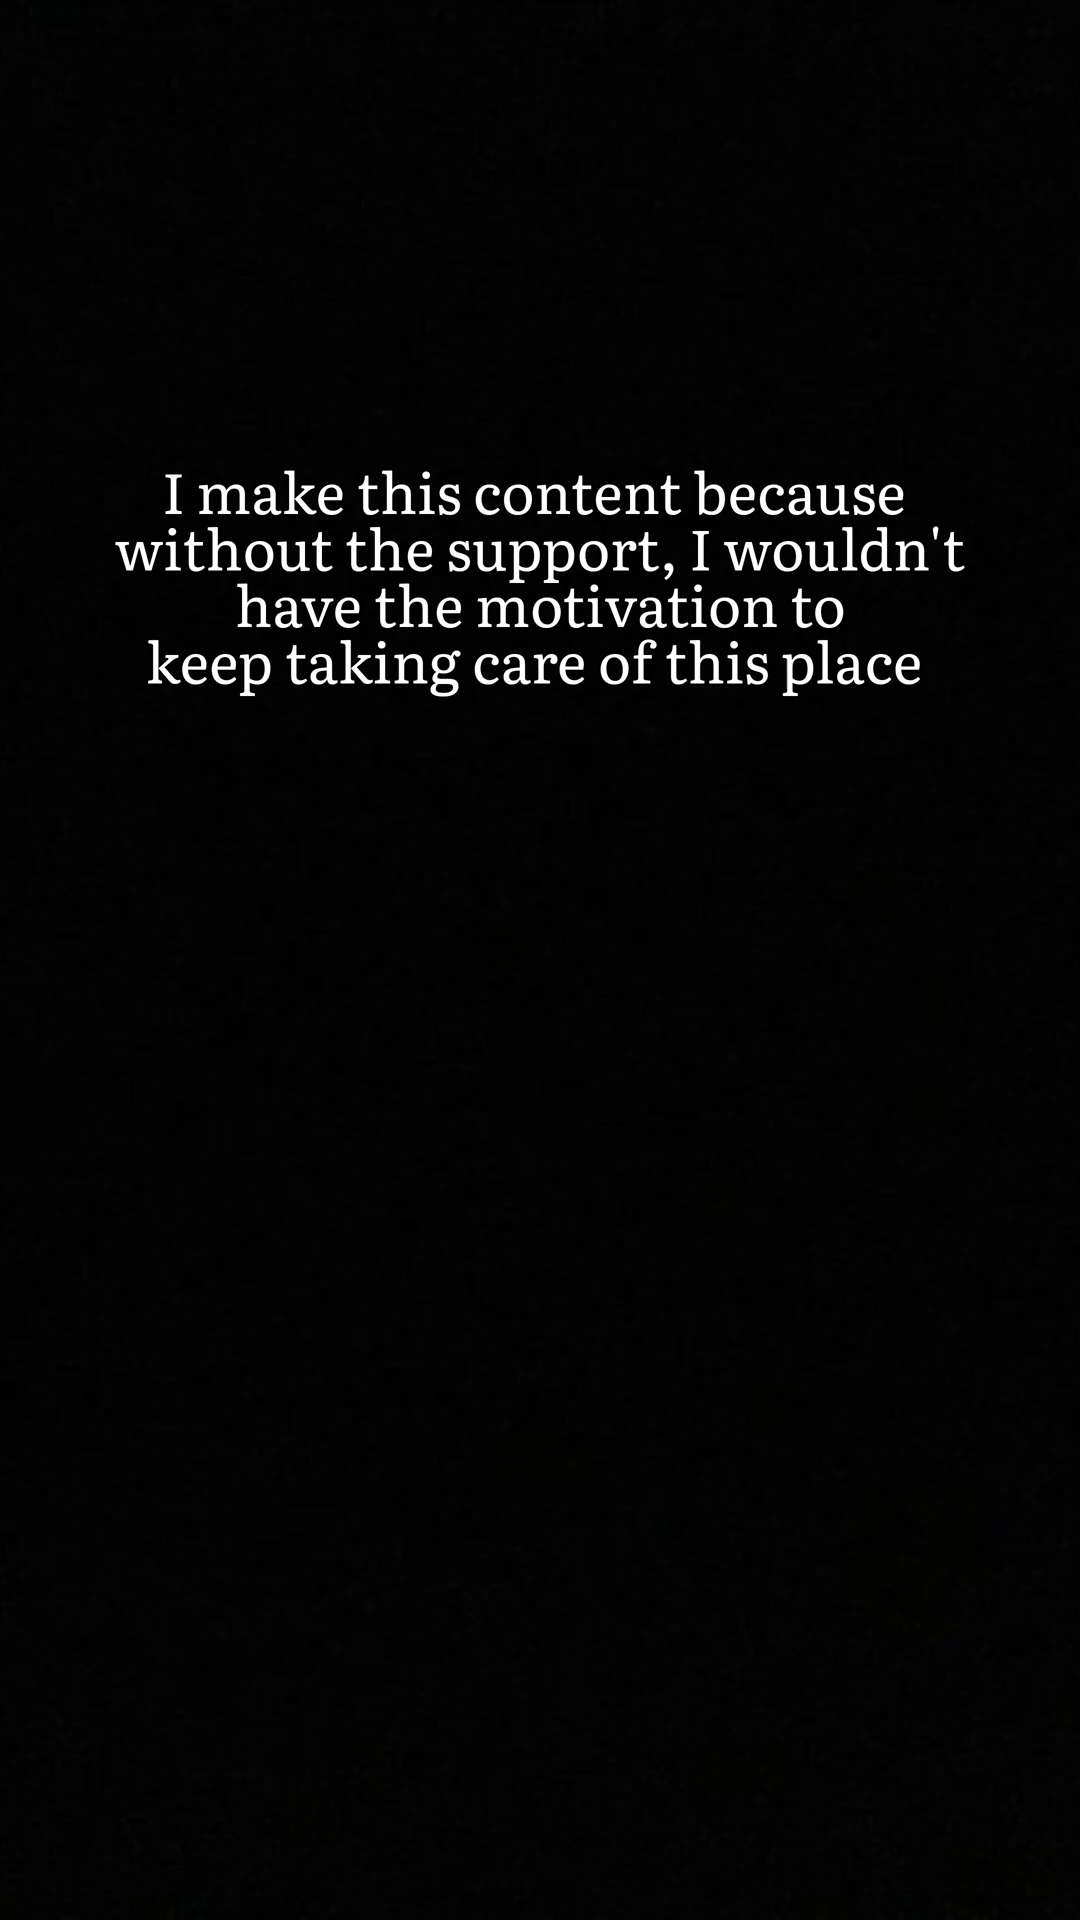 I make this content because
without the support, I wouldn't
have the motivation to
keep taking care of this place